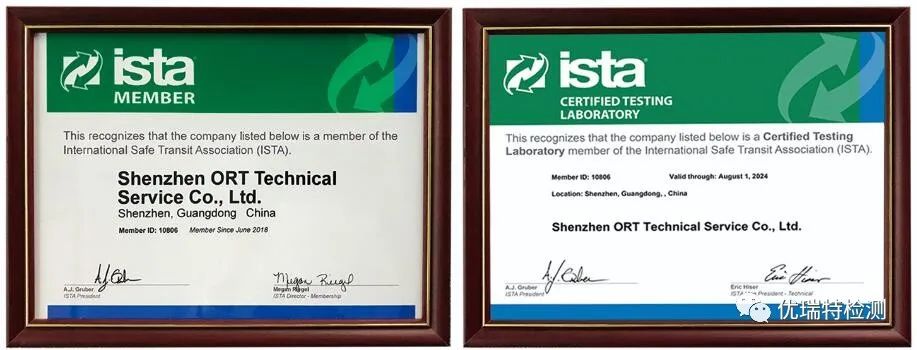 ista
MEMBER
This recognizes that the company listed below is a member of the
International Safe Transit Association (ISTA).
Shenzhen ORT Technical
Service Co., Ltd.
Shenzhen, Guangdong China
Member ID: 10806 Member Since June 2018
A.J. Gruber
ISTA President
Megan Riegel
ISTA Director - Membership
ista
CERTIFIED TESTING
LABORATORY
This recognizes that the company listed below is a Certified Testing
Laboratory member of the International Safe Transit Association (ISTA).
Member ID: 10806 Valid through: August 1, 2024
Location: Shenzhen, Guangdong, , China
Shenzhen ORT Technical Service Co., Ltd.
A.J. Gruber
ISTA President
Eric Hiser
ISTA Vice President - Technical
优瑞特检测